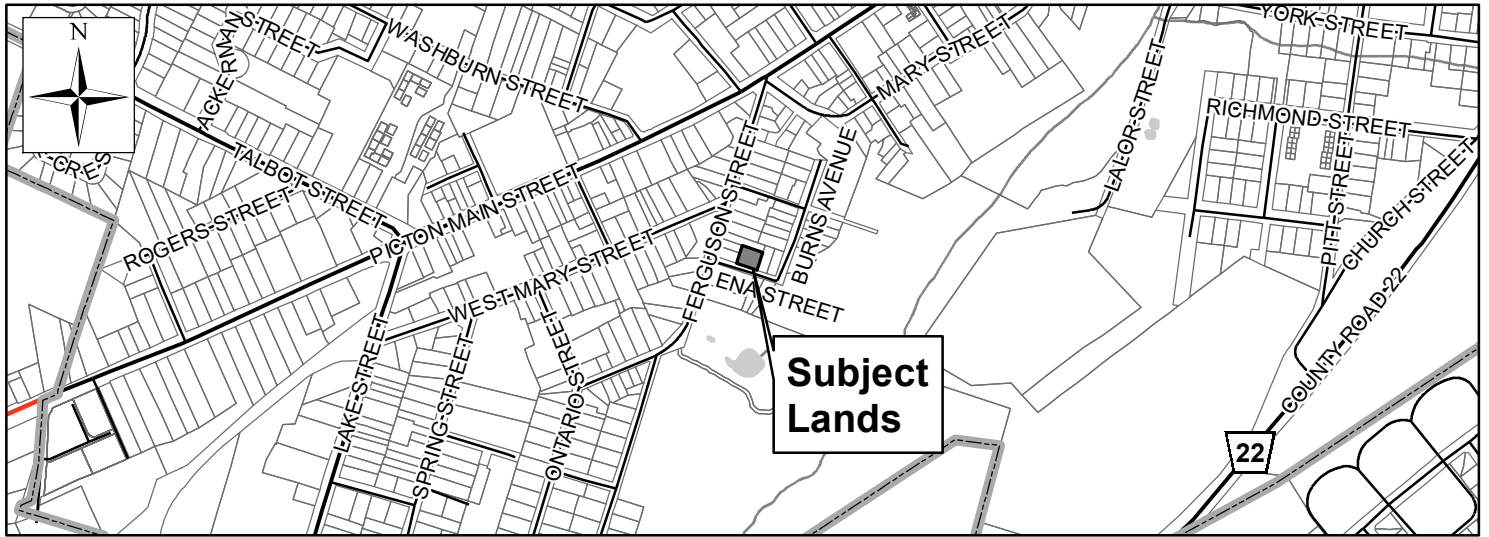 N
ACKERMAN
STREET
WASHBURN STREET
MARY STREET
YORK STREET
LALOR STREET
RICHMOND STREET
TALBOT STREET
ROGERS STREET
PICTON MAIN STREET
WEST MARY STREET
FERGUSON STREET
BURNS AVENUE
ENA STREET
PITT STREET
CHURCH STREET
COUNTY ROAD 22
LAKE STREET
SPRING STREET
ONTARIO STREET
Subject
Lands
22